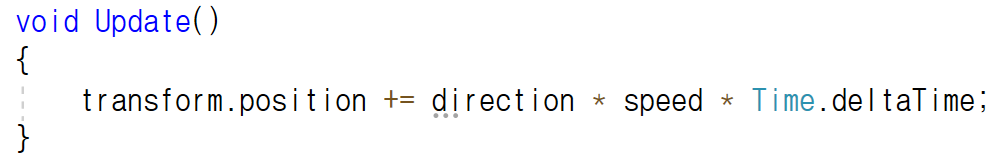 void Update()
{
transform.position += direction * speed * Time.deltaTime;
}